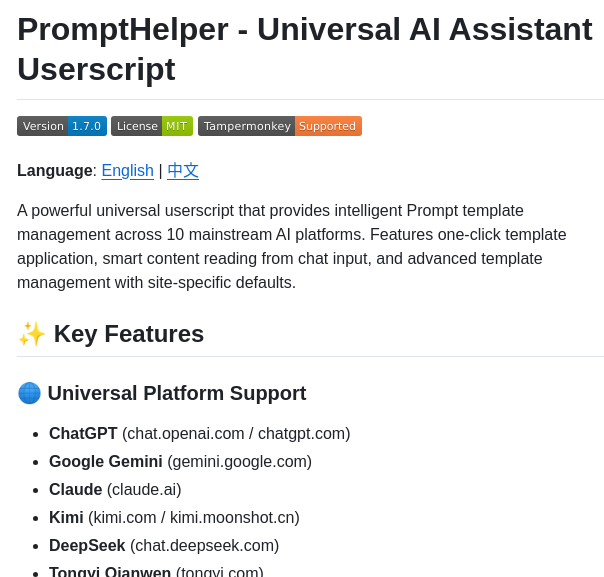 PromptHelper - Universal AI Assistant
Userscript
Version 1.7.0 License MIT Tampermonkey Supported
Language: English | 中文
A powerful universal userscript that provides intelligent Prompt template
management across 10 mainstream AI platforms. Features one-click template
application, smart content reading from chat input, and advanced template
management with site-specific defaults.
✨ Key Features
🌐 Universal Platform Support
• ChatGPT (chat.openai.com / chatgpt.com)
• Google Gemini (gemini.google.com)
• Claude (claude.ai)
• Kimi (kimi.com / kimi.moonshot.cn)
• DeepSeek (chat.deepseek.com)
• Tongyi Qianwen (tongyi.com)